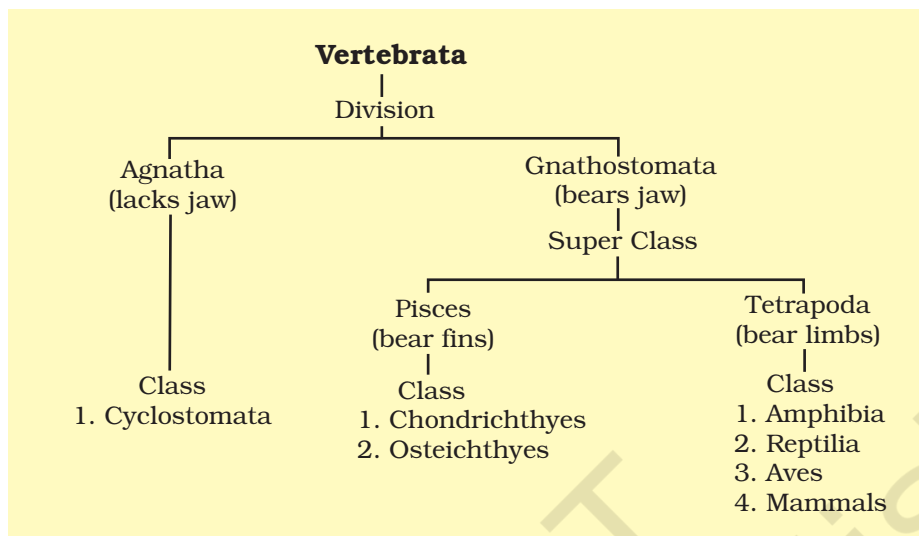 Vertebrata
Division
Agnatha
(lacks jaw)
Gnathostomata
(bears jaw)
Super Class
Pisces
(bear fins)
Tetrapoda
(bear limbs)
Class
1. Cyclostomata
Class
1. Chondrichthyes
2. Osteichthyes
Class
1. Amphibia
2. Reptilia
3. Aves
4. Mammals